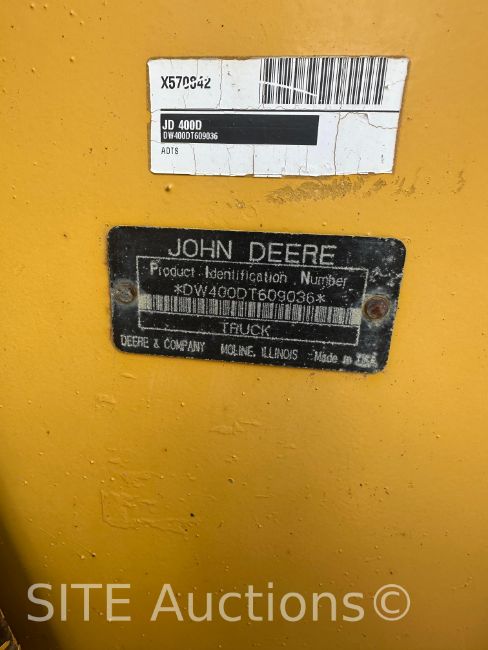 X570842
JD 400D
DW400DT609036
ADTS
JOHN DEERE
Product Identification Number
*DW400DT609036*
TRUCK
DEERE & COMPANY MOLINE, ILLINOIS Made in USA
SITE Auctions©